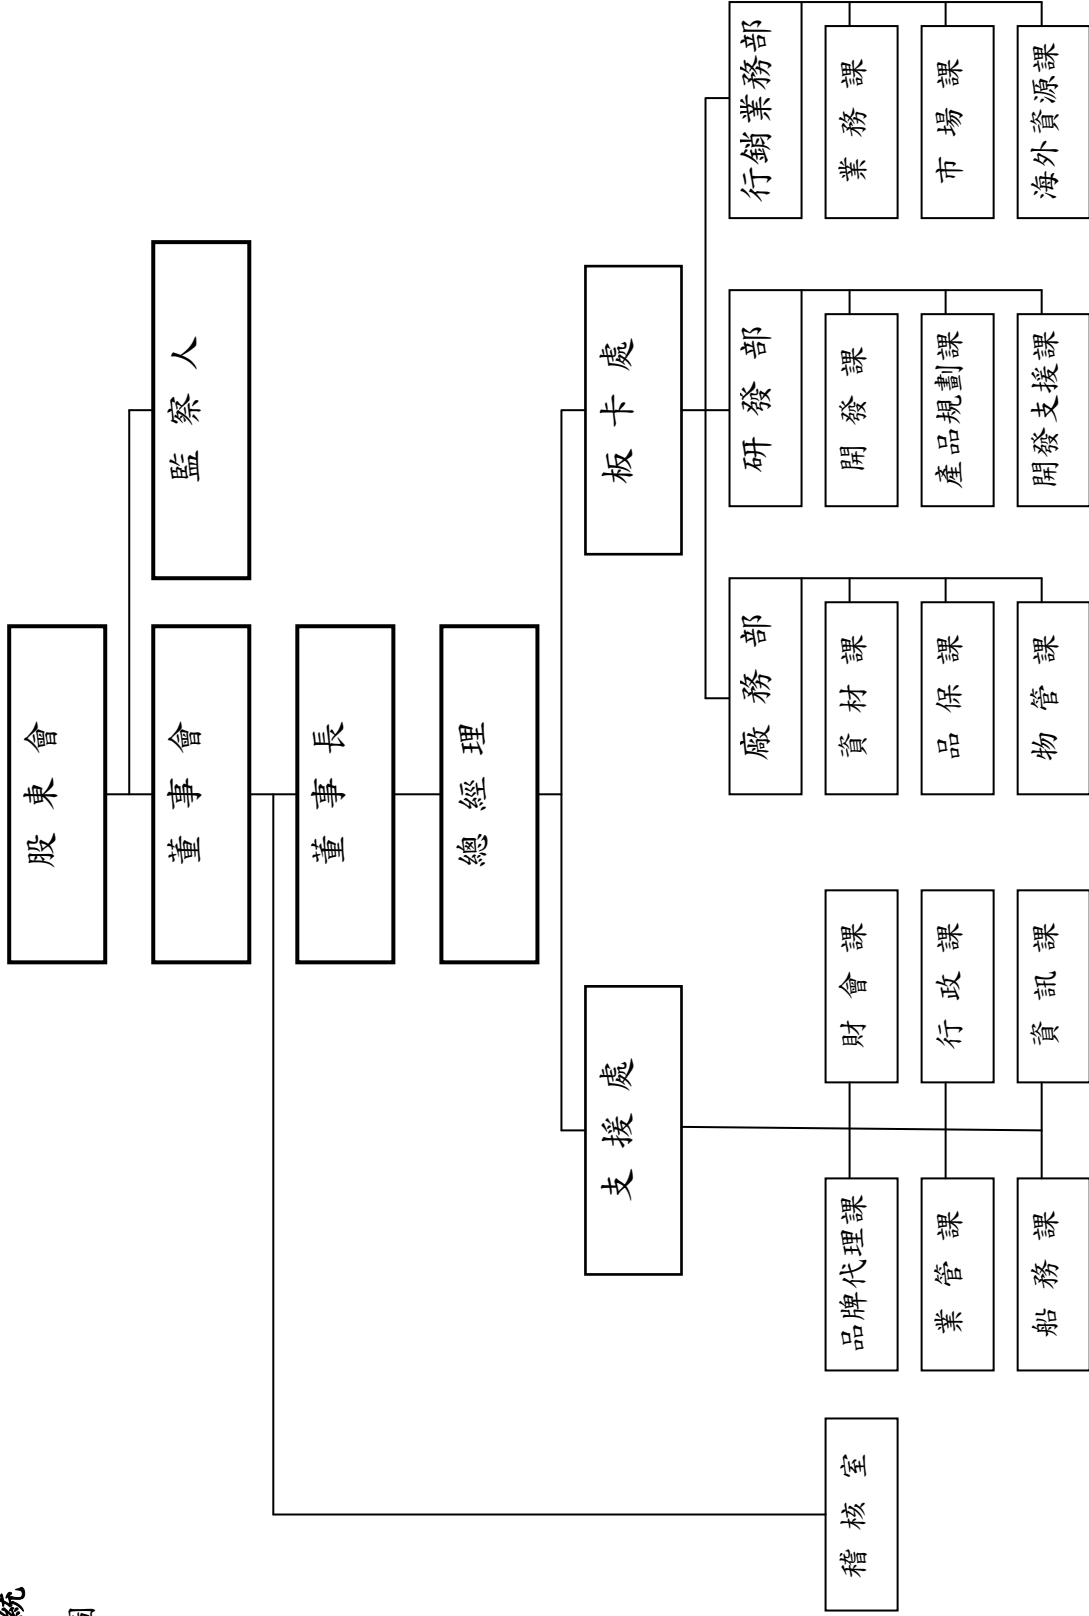 統
股東會
監察人
董事會
董事長
總經理
支援處
板卡處
廠務部
研發部
行銷業務部
稽核室
品牌代理課
財會課
資材課
開發課
業務課
業管課
行政課
品保課
產品規劃課
市場課
船務課
資訊課
物管課
開發支援課
海外資源課